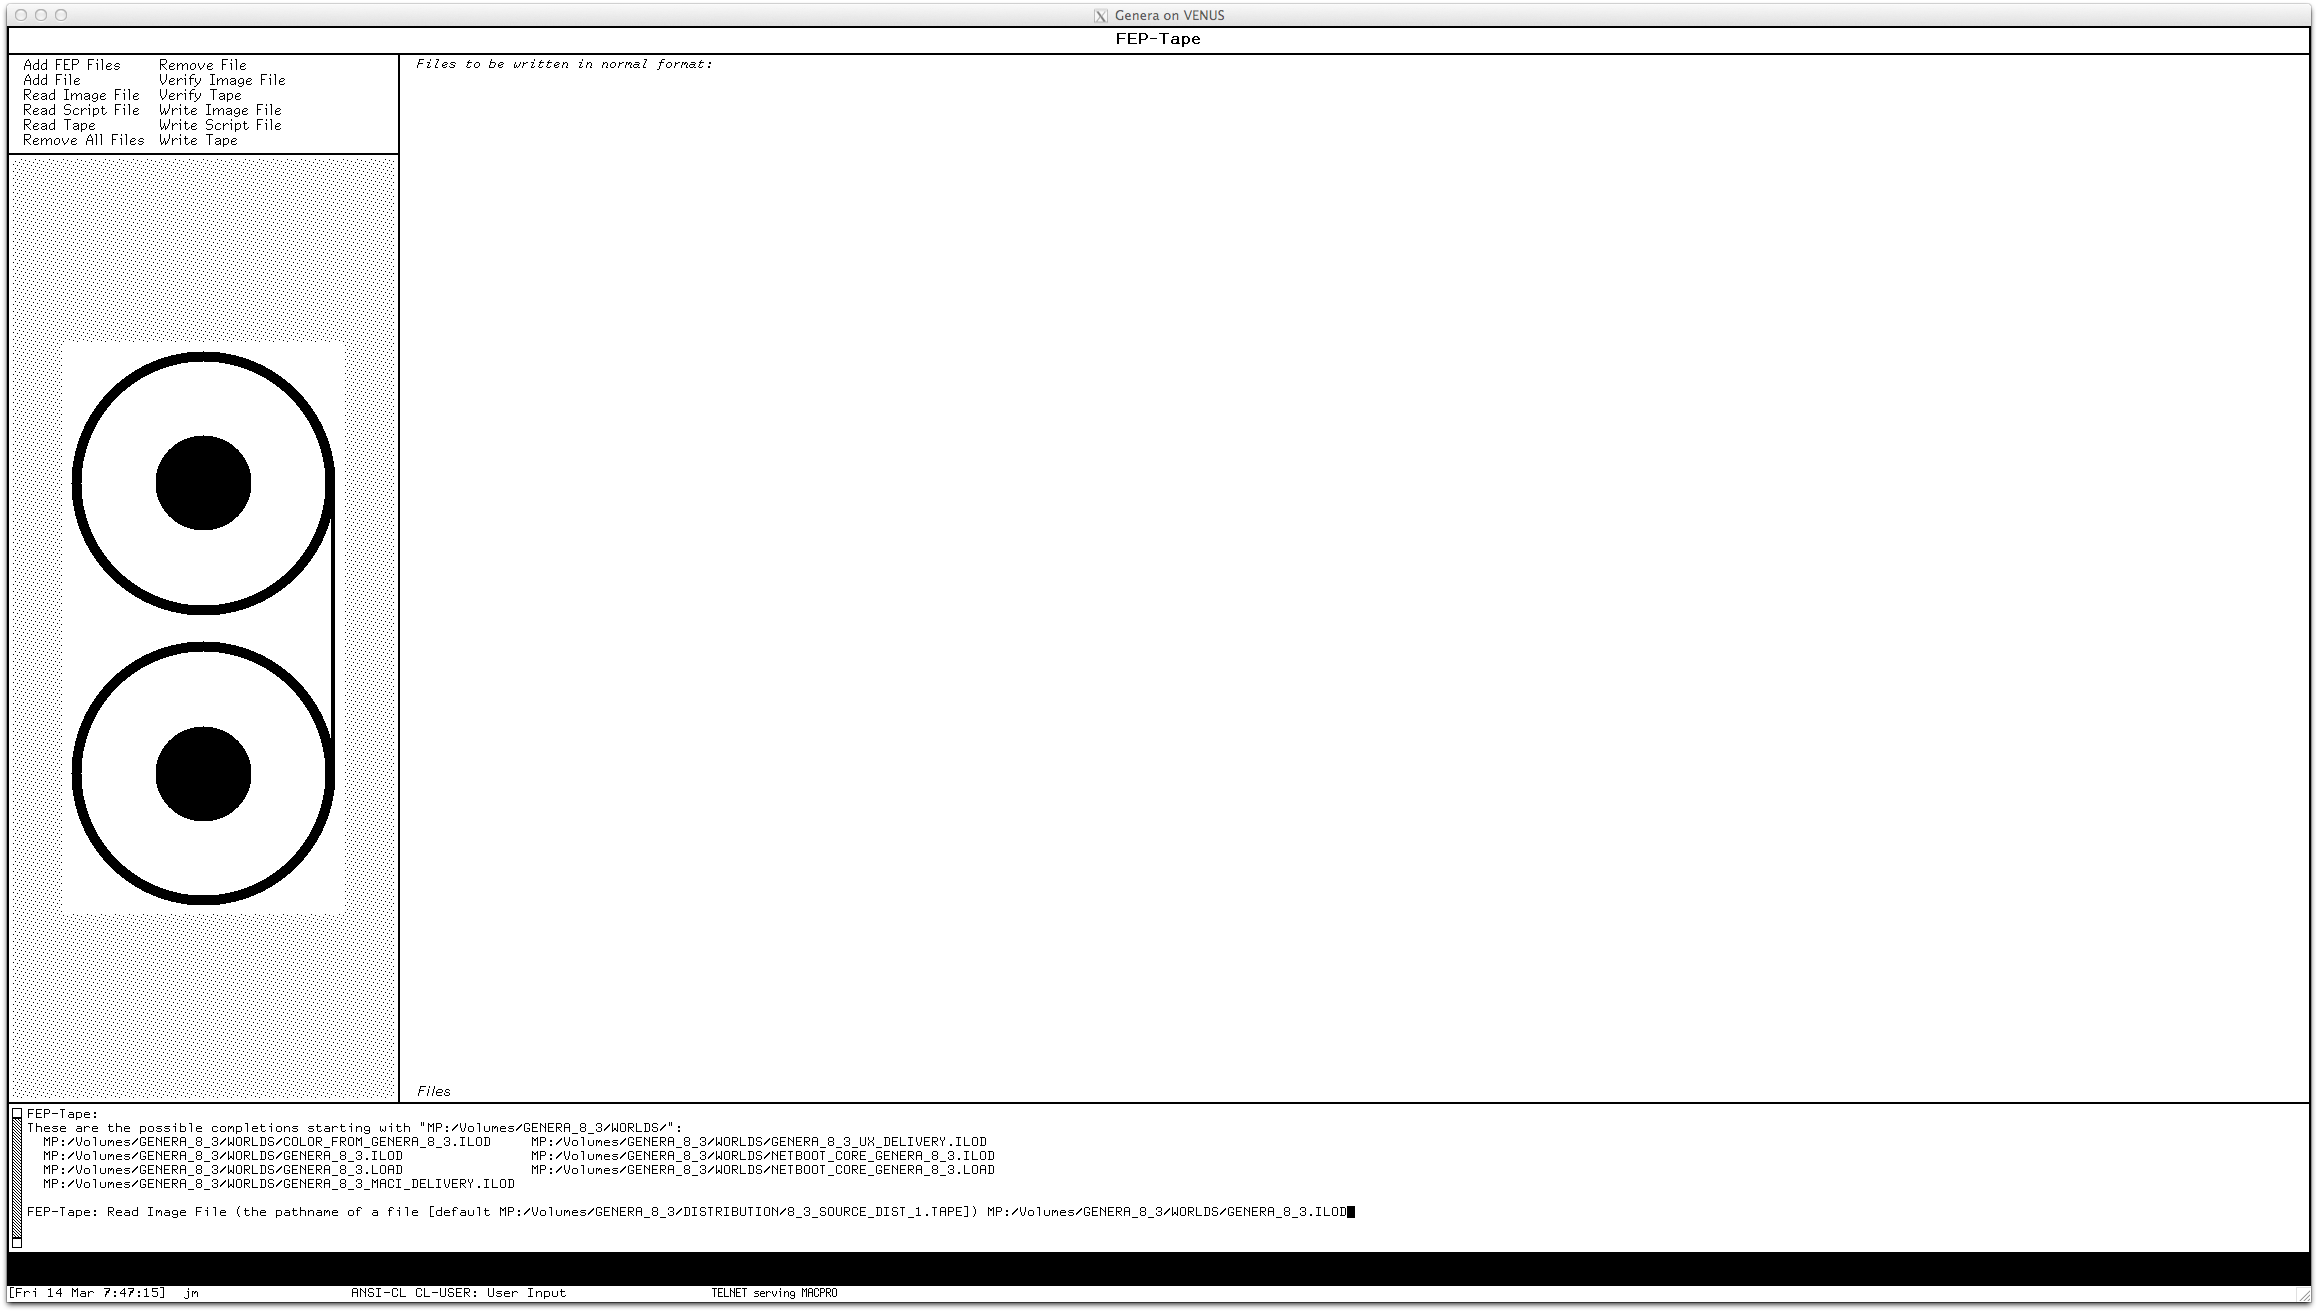 Genera on VENUS
FEP-Tape
Add FEP Files Remove File
Add File Verify Image File
Read Image File Verify Tape
Read Script File Write Image File
Read Tape Write Script File
Remove All Files Write Tape
Files to be written in normal format:
Files
FEP-Tape:
These are the possible completions starting with "MP:/Volumes/GENERA_8_3/WORLDS/":
MP:/Volumes/GENERA_8_3/WORLDS/COLOR_FROM_GENERA_8_3.ILOD MP:/Volumes/GENERA_8_3/WORLDS/GENERA_8_3_UX_DELIVERY.ILOD
MP:/Volumes/GENERA_8_3/WORLDS/GENERA_8_3.ILOD MP:/Volumes/GENERA_8_3/WORLDS/NETBOOT_CORE_GENERA_8_3.ILOD
MP:/Volumes/GENERA_8_3/WORLDS/GENERA_8_3.LOAD MP:/Volumes/GENERA_8_3/WORLDS/NETBOOT_CORE_GENERA_8_3.LOAD
MP:/Volumes/GENERA_8_3/WORLDS/GENERA_8_3_MACI_DELIVERY.ILOD
FEP-Tape: Read Image File (the pathname of a file [default MP:/Volumes/GENERA_8_3/DISTRIBUTION/8_3_SOURCE_DIST_1.TAPE]) MP:/Volumes/GENERA_8_3/WORLDS/GENERA_8_3.ILOD
[Fri 14 Mar 7:47:15] jm ANSI-CL CL-USER: User Input TELNET serving MACPRO